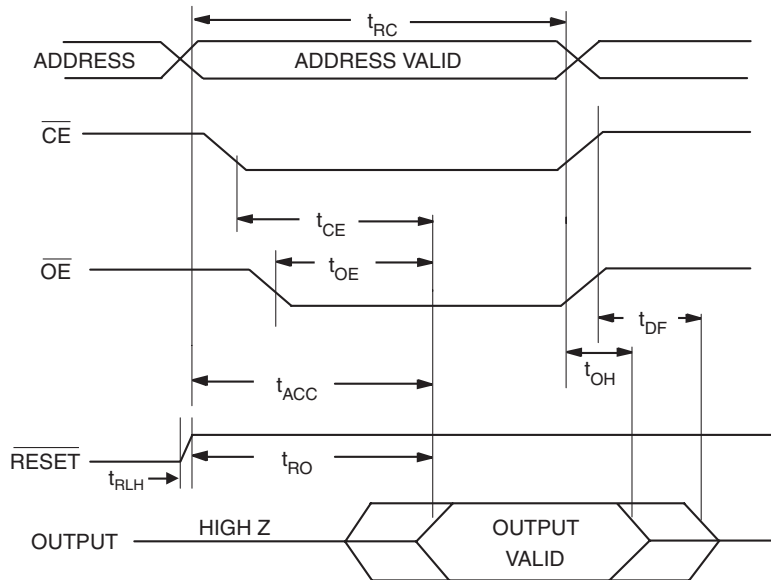 tRC
ADDRESS
ADDRESS VALID
CE
tCE
OE
tOE
tDF
tOH
tACC
RESET
tRO
tRLH
OUTPUT
HIGH Z
OUTPUT
VALID